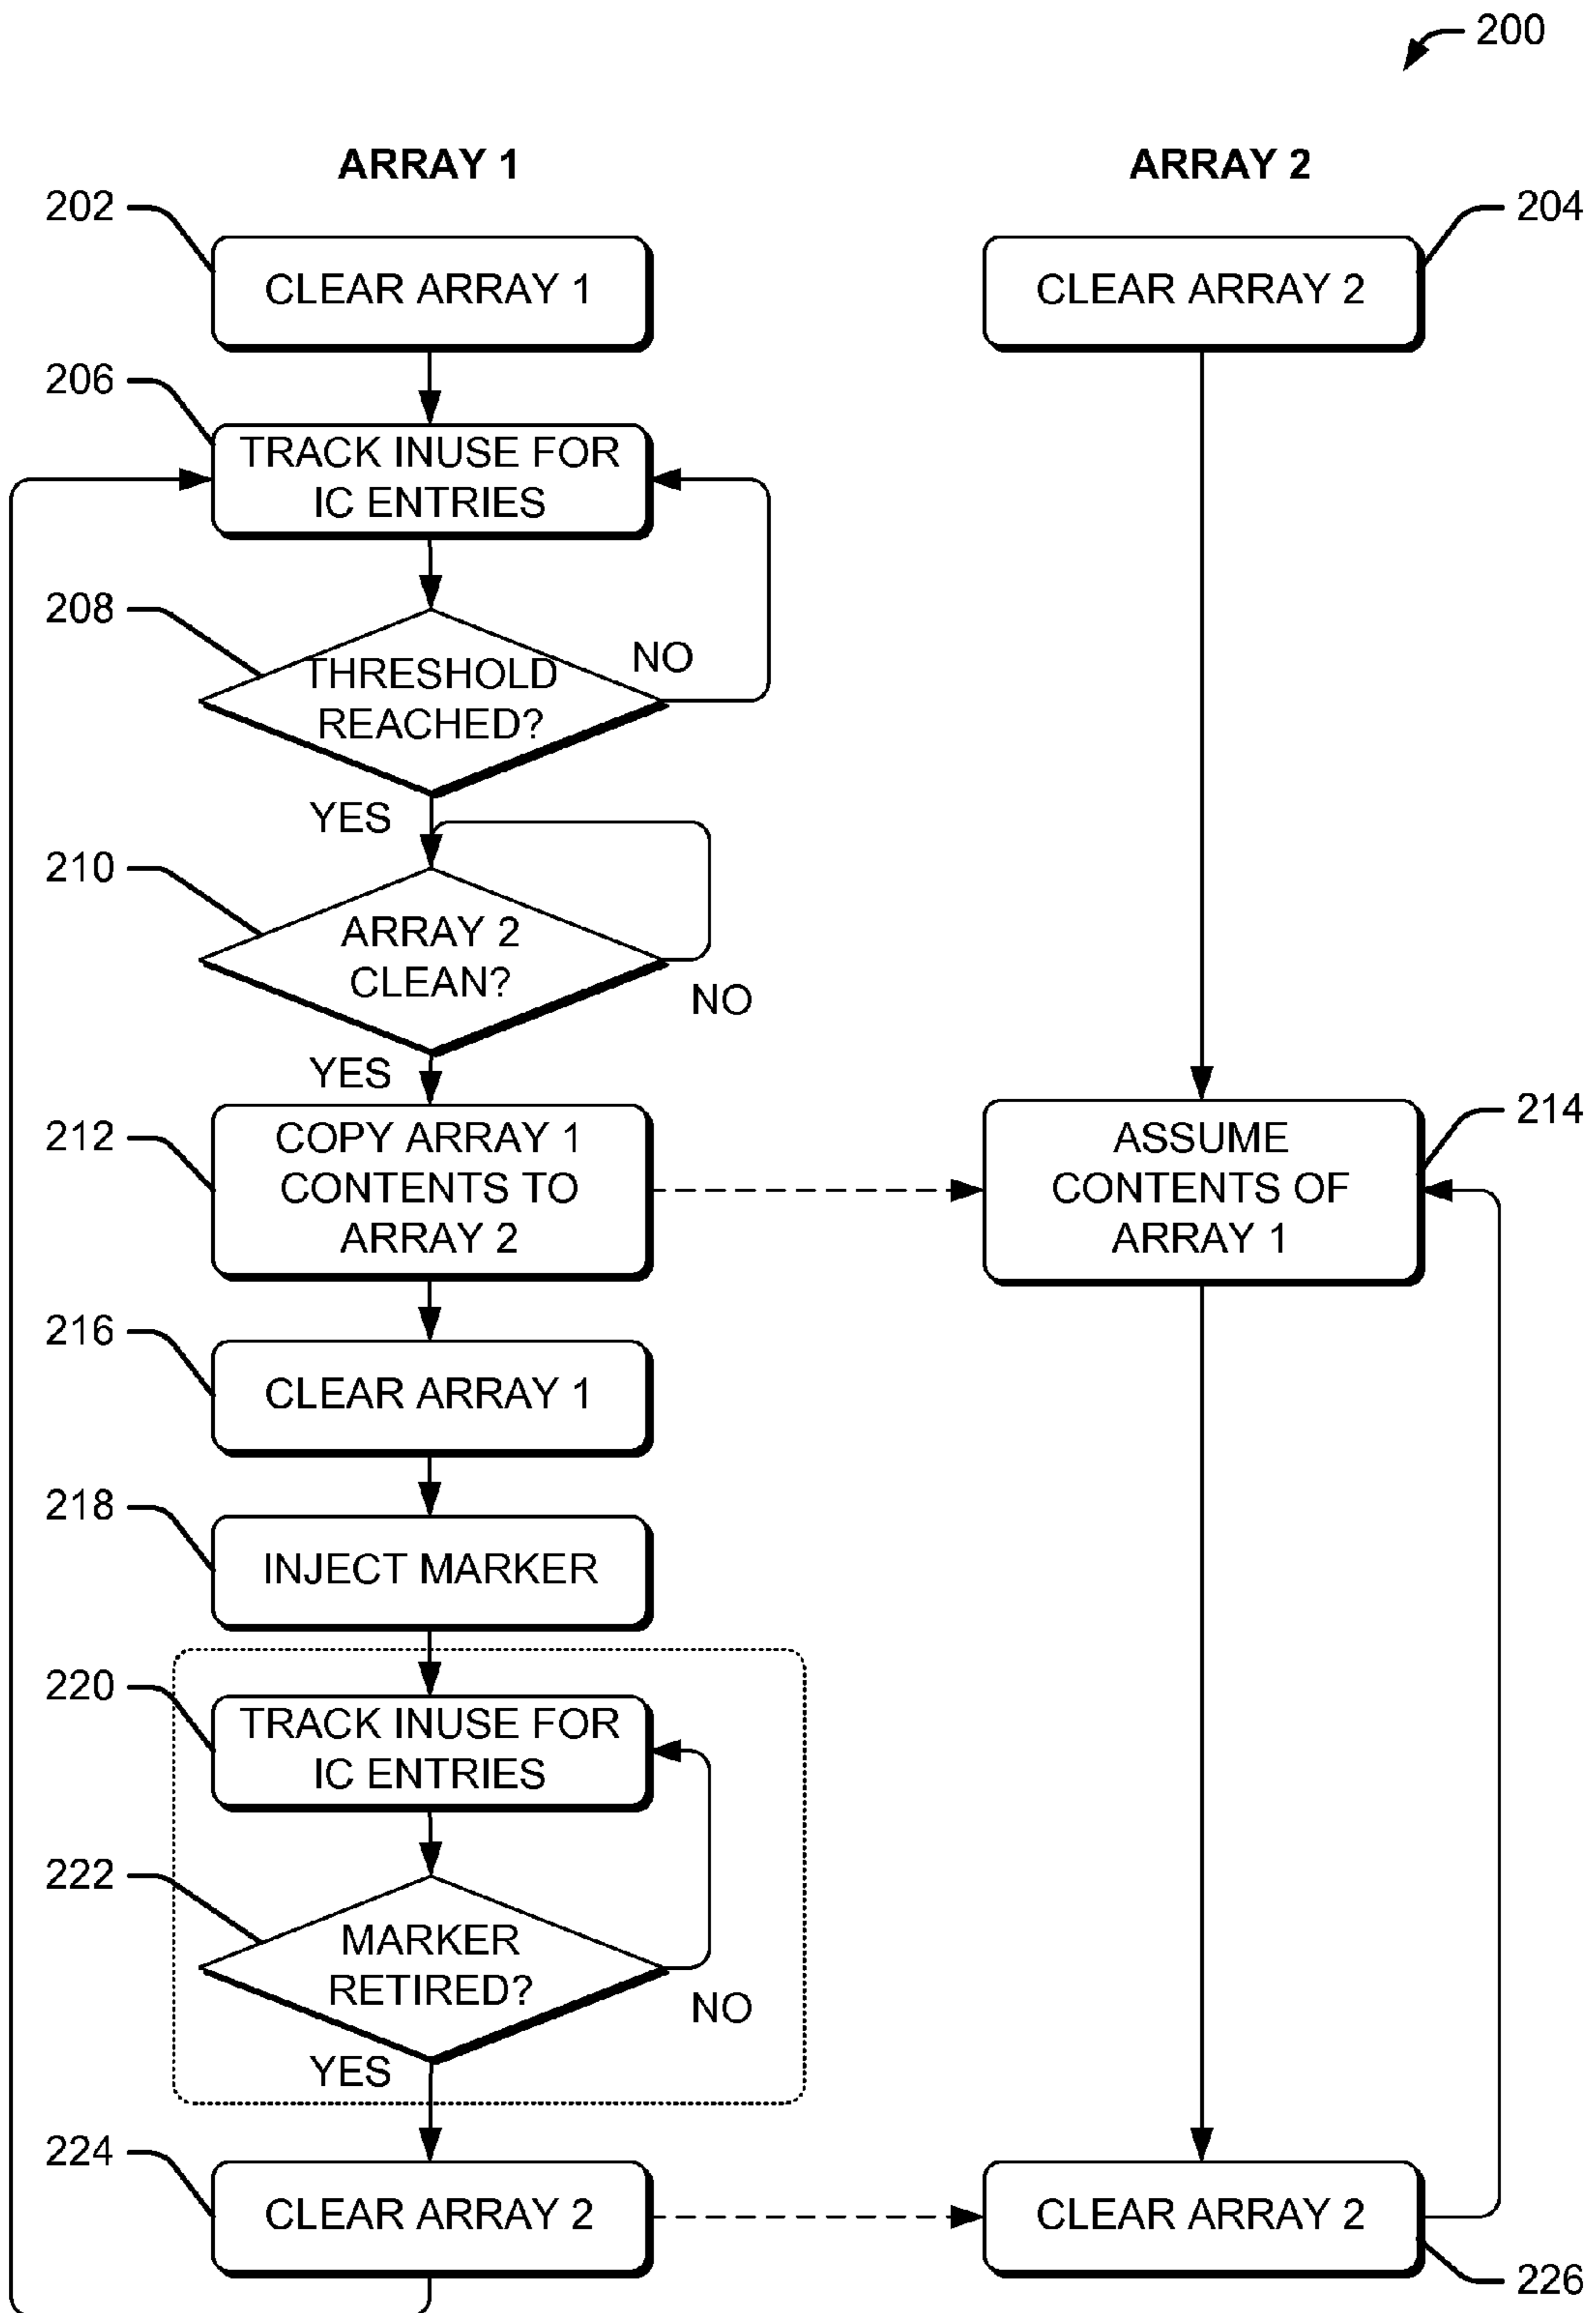 200
ARRAY 1
ARRAY 2
202
204
CLEAR ARRAY 1
CLEAR ARRAY 2
206
TRACK INUSE FOR
IC ENTRIES
208
NO
THRESHOLD
REACHED?
YES
210
ARRAY 2
CLEAN?
NO
YES
212
COPY ARRAY 1
CONTENTS TO
ARRAY 2
214
ASSUME
CONTENTS OF
ARRAY 1
216
CLEAR ARRAY 1
218
INJECT MARKER
220
TRACK INUSE FOR
IC ENTRIES
222
MARKER
RETIRED?
NO
YES
224
CLEAR ARRAY 2
CLEAR ARRAY 2
226